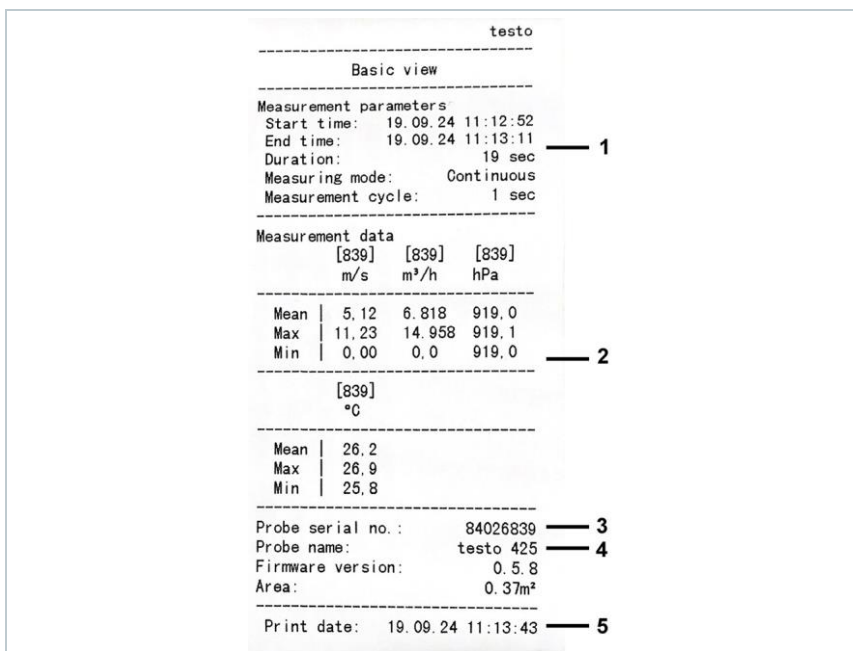 testo
Basic view
Measurement parameters
Start time: 19.09.24 11:12:52
End time: 19.09.24 11:13:11
1
Duration: 19 sec
Measuring mode: Continuous
Measurement cycle: 1 sec
Measurement data
[839] [839] [839]
m/s m³/h hPa
Mean | 5,12 6.818 919,0
Max | 11,23 14.958 919,1
Min | 0,00 0,0 919,0
2
[839]
°C
Mean | 26,2
Max | 26,9
Min | 25,8
Probe serial no.: 84026839 3
Probe name: testo 425 4
Firmware version: 0.5.8
Area: 0.37m²
Print date: 19.09.24 11:13:43 5